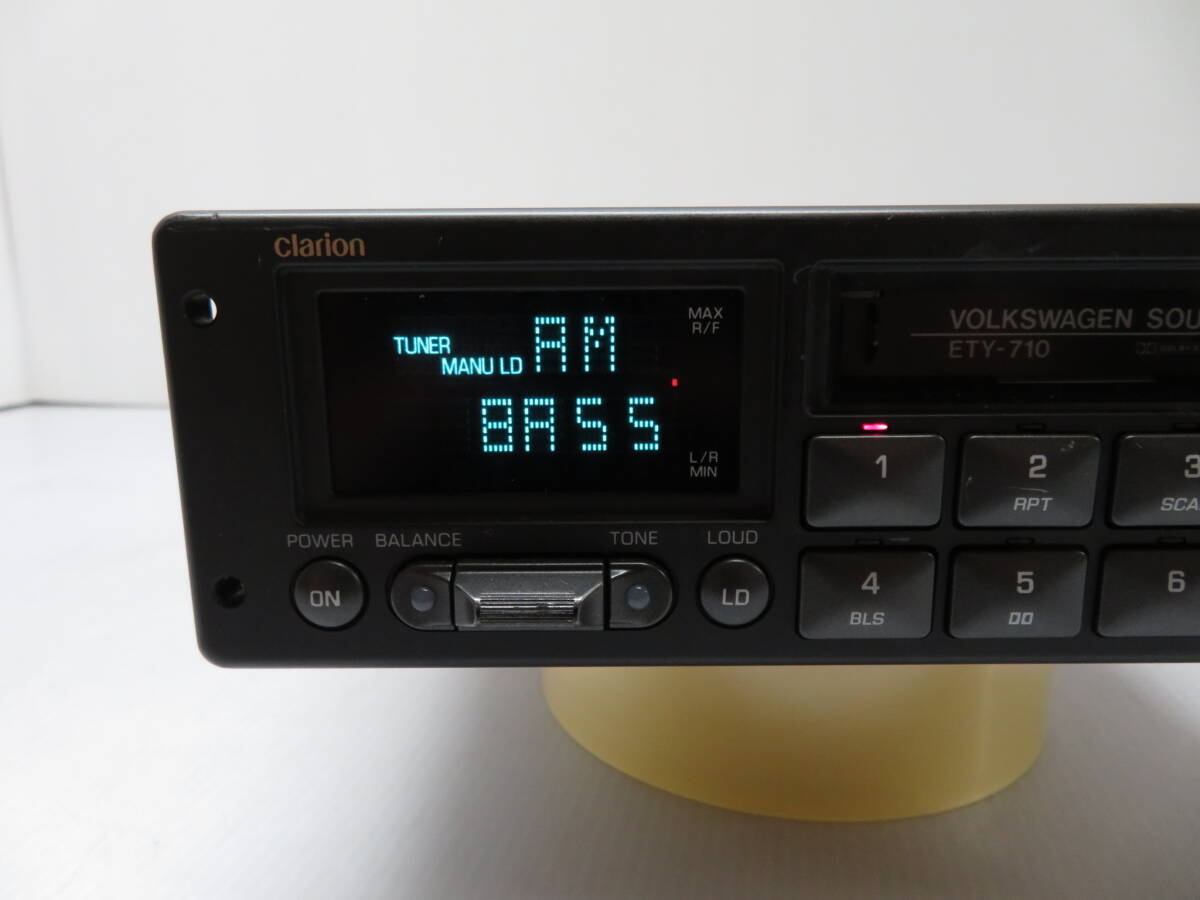 clarion
TUNER
MANU LD
AM
BASS
MAX
R/F
L/R
MIN
VOLKSWAGEN SOU
ETY-710
POWER
BALANCE
TONE
LOUD
ON
LD
1
2
RPT
3
SCA
4
BLS
5
6